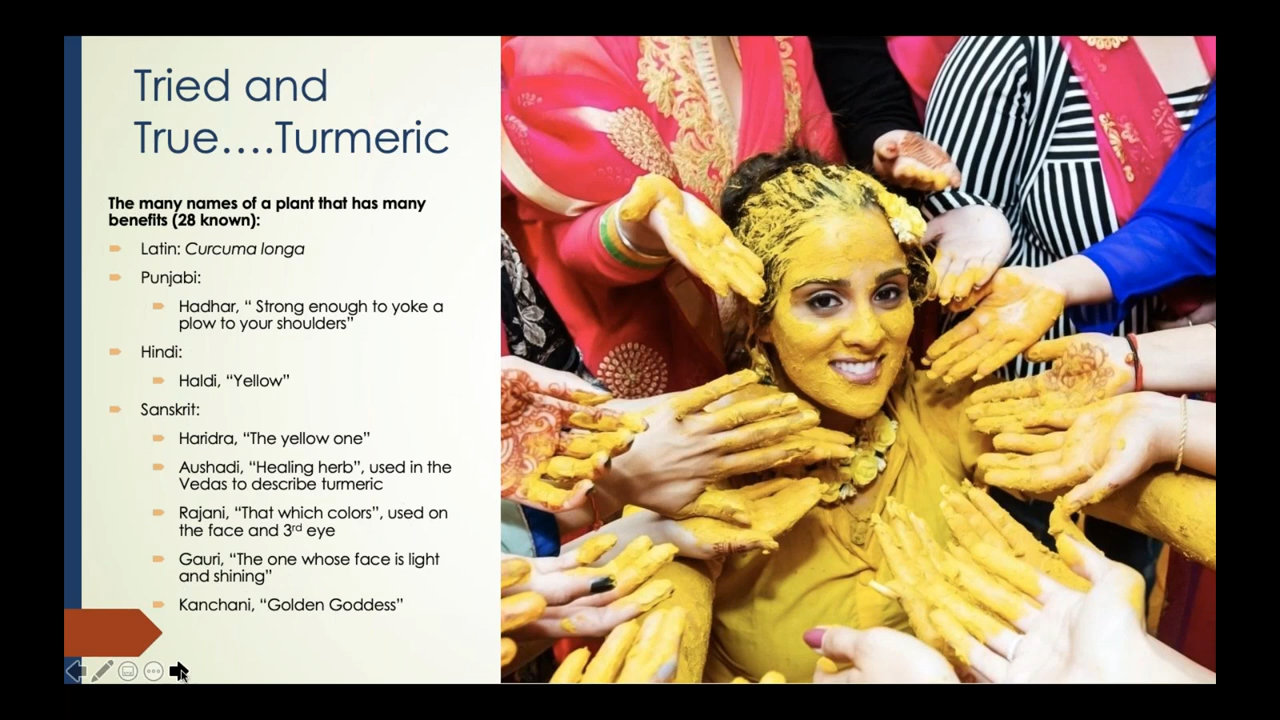 Tried and
True....Turmeric
The many names of a plant that has many
benefits (28 known):
Latin: Curcuma longa
Punjabi:
Hadhar, “ Strong enough to yoke a
plow to your shoulders”
Hindi:
Haldi, “Yellow”
Sanskrit:
Haridra, “The yellow one”
Aushadi, “Healing herb”, used in the
Vedas to describe turmeric
Rajani, “That which colors”, used on
the face and 3rd eye
Gauri, “The one whose face is light
and shining”
Kanchani, “Golden Goddess”